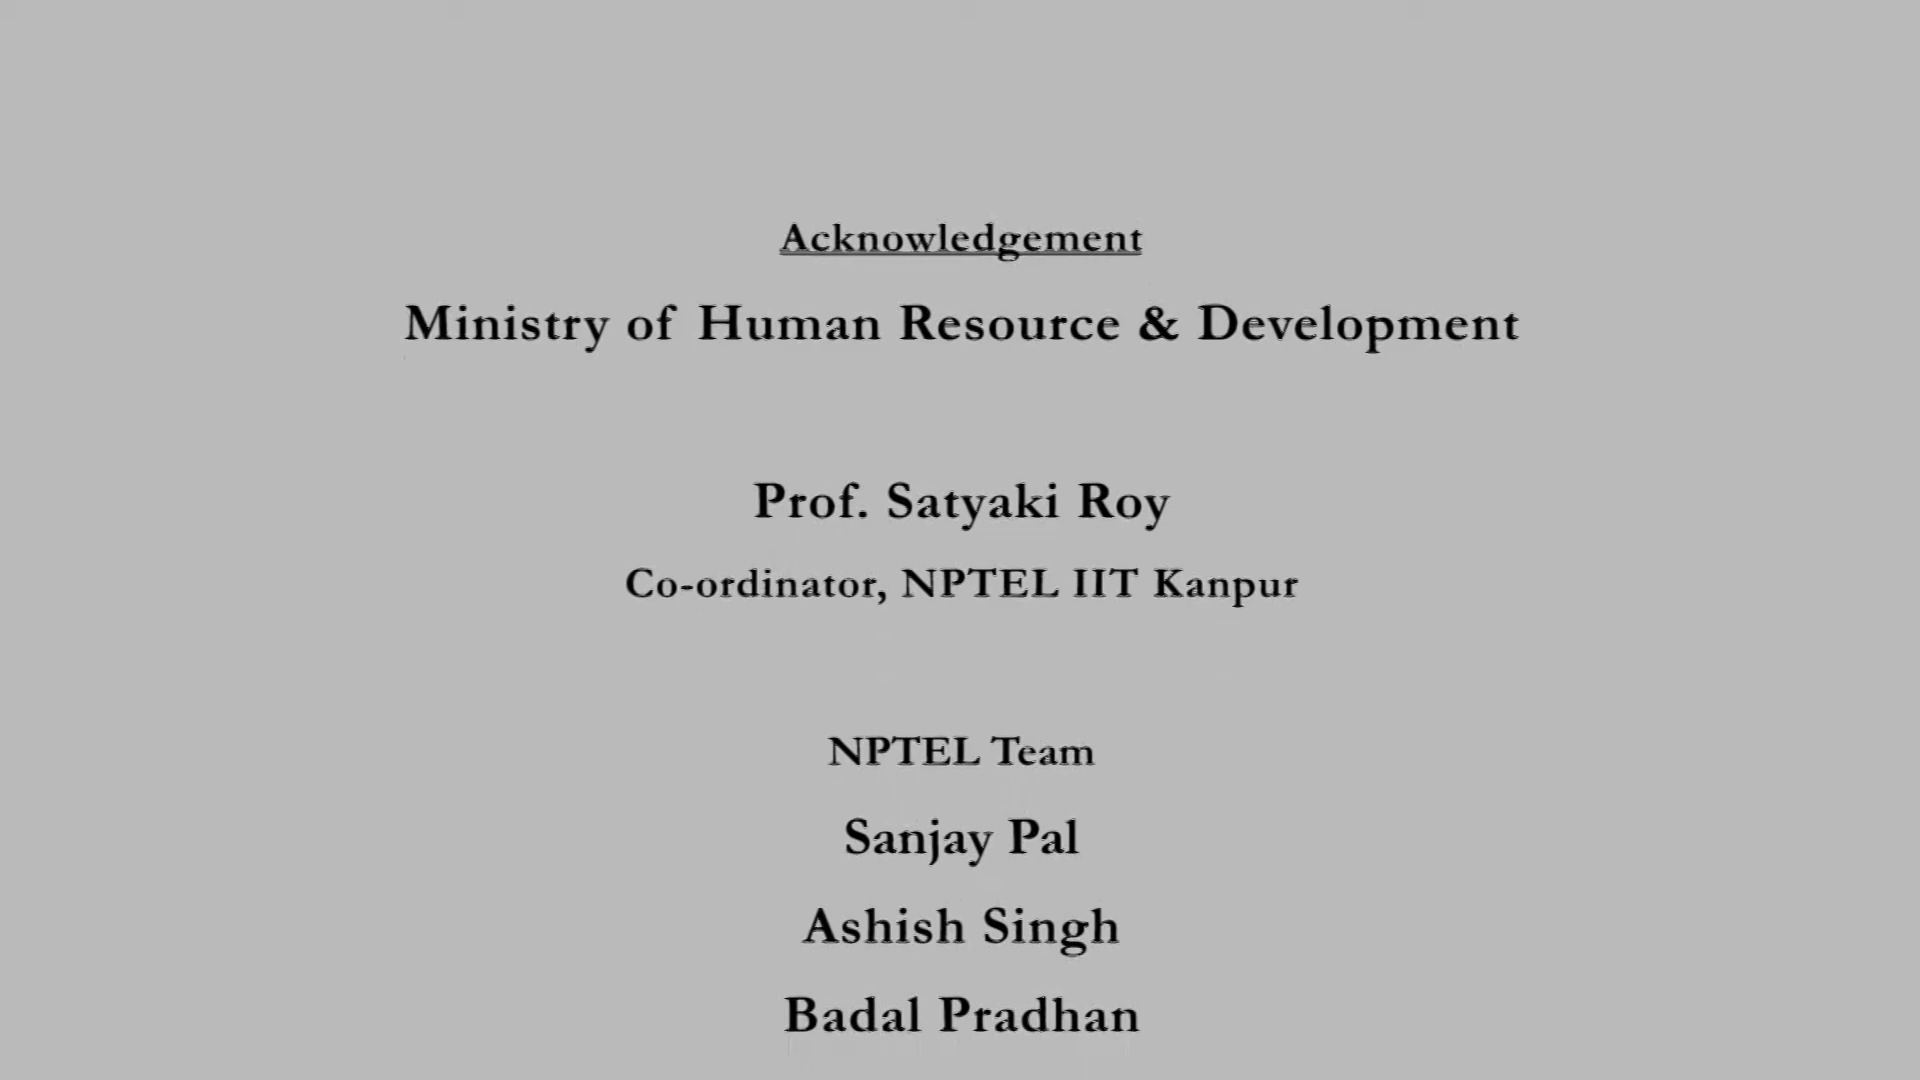 Acknowledgement
Ministry of Human Resource & Development
Prof. Satyaki Roy
Co-ordinator, NPTEL IIT Kanpur
NPTEL Team
Sanjay Pal
Ashish Singh
Badal Pradhan